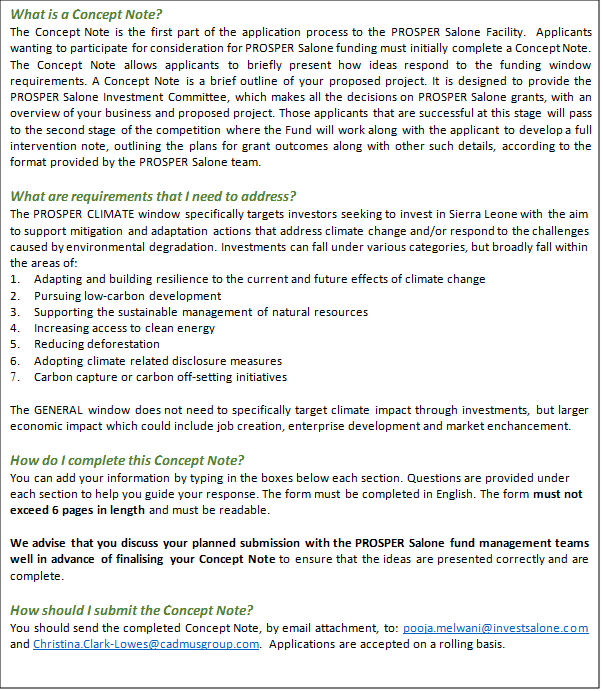 What is a Concept Note?
The Concept Note is the first part of the application process to the PROSPER Salone Facility. Applicants
wanting to participate for consideration for PROSPER Salone funding must initially complete a Concept Note.
The Concept Note allows applicants to briefly present how ideas respond to the funding window
requirements. A Concept Note is a brief outline of your proposed project. It is designed to provide the
PROSPER Salone Investment Committee, which makes all the decisions on PROSPER Salone grants, with an
overview of your business and proposed project. Those applicants that are successful at this stage will pass
to the second stage of the competition where the Fund will work along with the applicant to develop a full
intervention note, outlining the plans for grant outcomes along with other such details, according to the
format provided by the PROSPER Salone team.
What are requirements that I need to address?
The PROSPER CLIMATE window specifically targets investors seeking to invest in Sierra Leone with the aim
to support mitigation and adaptation actions that address climate change and/or respond to the challenges
caused by environmental degradation. Investments can fall under various categories, but broadly fall within
the areas of:
1. Adapting and building resilience to the current and future effects of climate change
2. Pursuing low-carbon development
3. Supporting the sustainable management of natural resources
4. Increasing access to clean energy
5. Reducing deforestation
6. Adopting climate related disclosure measures
7. Carbon capture or carbon off-setting initiatives
The GENERAL window does not need to specifically target climate impact through investments, but larger
economic impact which could include job creation, enterprise development and market enchancement.
How do I complete this Concept Note?
You can add your information by typing in the boxes below each section. Questions are provided under
each section to help you guide your response. The form must be completed in English. The form must not
exceed 6 pages in length and must be readable.
We advise that you discuss your planned submission with the PROSPER Salone fund management teams
well in advance of finalising your Concept Note to ensure that the ideas are presented correctly and are
complete.
How should I submit the Concept Note?
You should send the completed Concept Note, by email attachment, to: pooja.melwani@investsalone.com
and Christina.Clark-Lowes@cadmusgroup.com. Applications are accepted on a rolling basis.